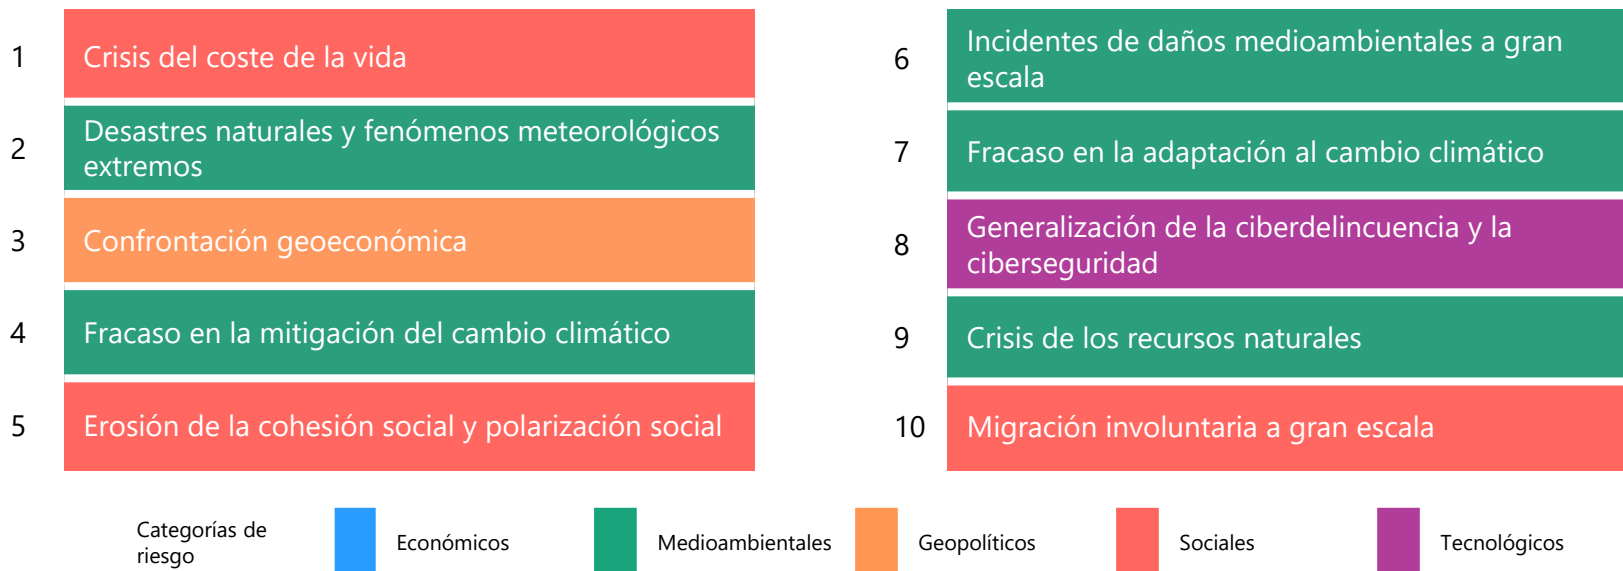 1
Crisis del coste de la vida
2
Desastres naturales y fenómenos meteorológicos
extremos
3
Confrontación geoeconómica
4
Fracaso en la mitigación del cambio climático
5
Erosión de la cohesión social y polarización social
6
Incidentes de daños medioambientales a gran
escala
7
Fracaso en la adaptación al cambio climático
8
Generalización de la ciberdelincuencia y la
ciberseguridad
9
Crisis de los recursos naturales
10
Migración involuntaria a gran escala
Categorías de
riesgo
Económicos
Medioambientales
Geopolíticos
Sociales
Tecnológicos